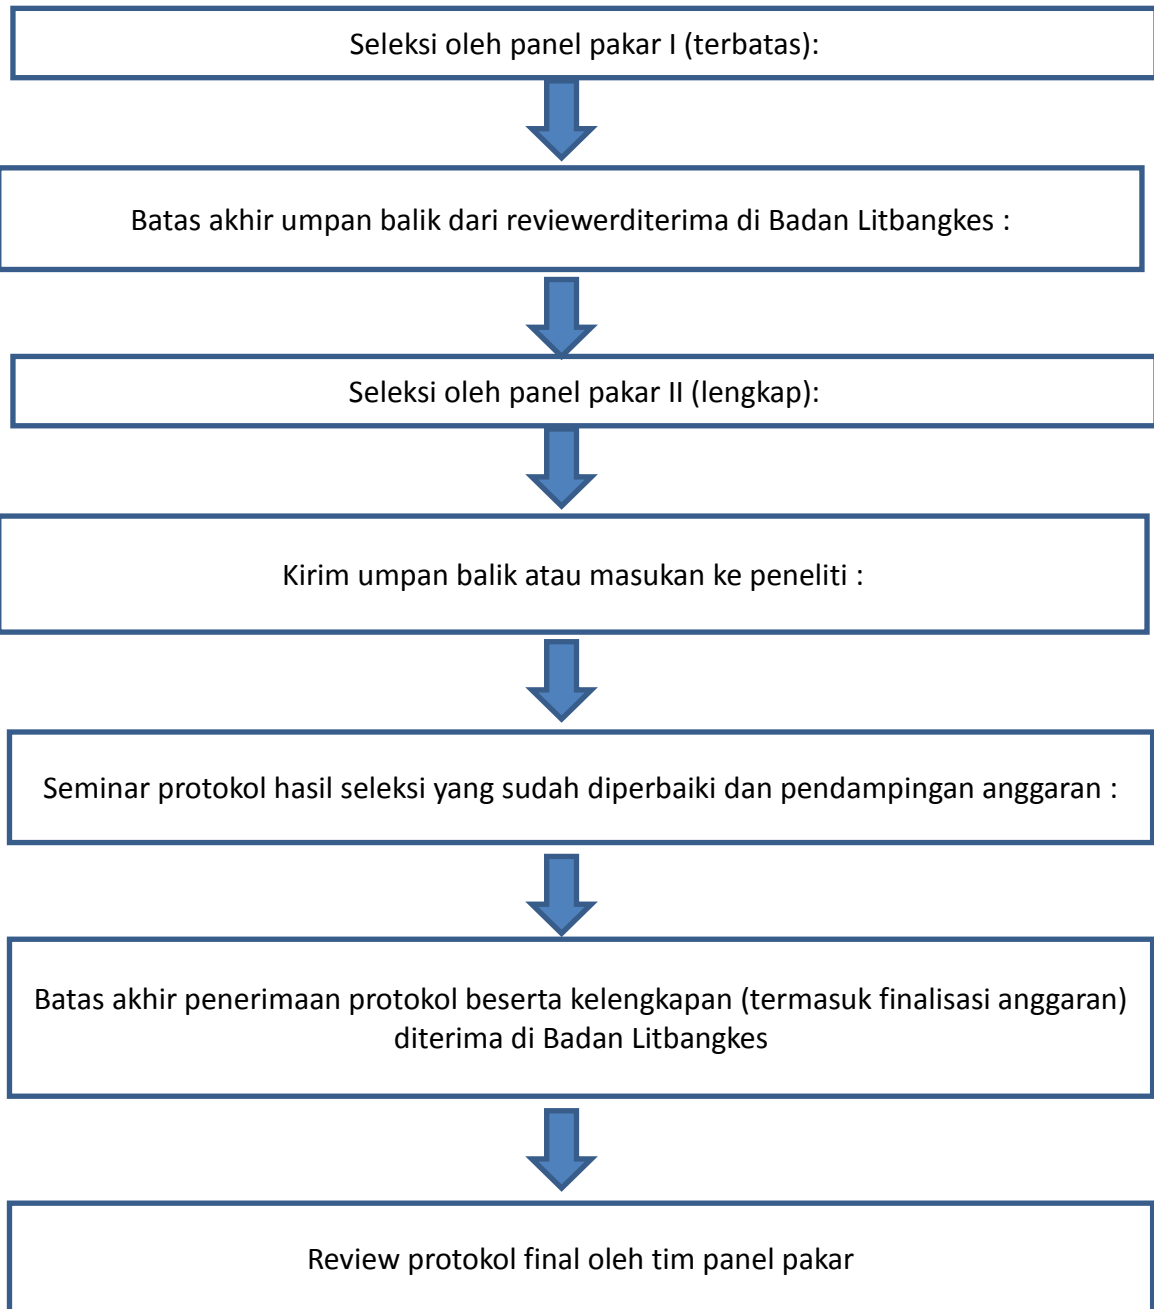 Seleksi oleh panel pakar I (terbatas):
Batas akhir umpan balik dari reviewerditerima di Badan Litbangkes :
Seleksi oleh panel pakar II (lengkap):
Kirim umpan balik atau masukan ke peneliti :
Seminar protokol hasil seleksi yang sudah diperbaiki dan pendampingan anggaran :
Batas akhir penerimaan protokol beserta kelengkapan (termasuk finalisasi anggaran)
diterima di Badan Litbangkes
Review protokol final oleh tim panel pakar